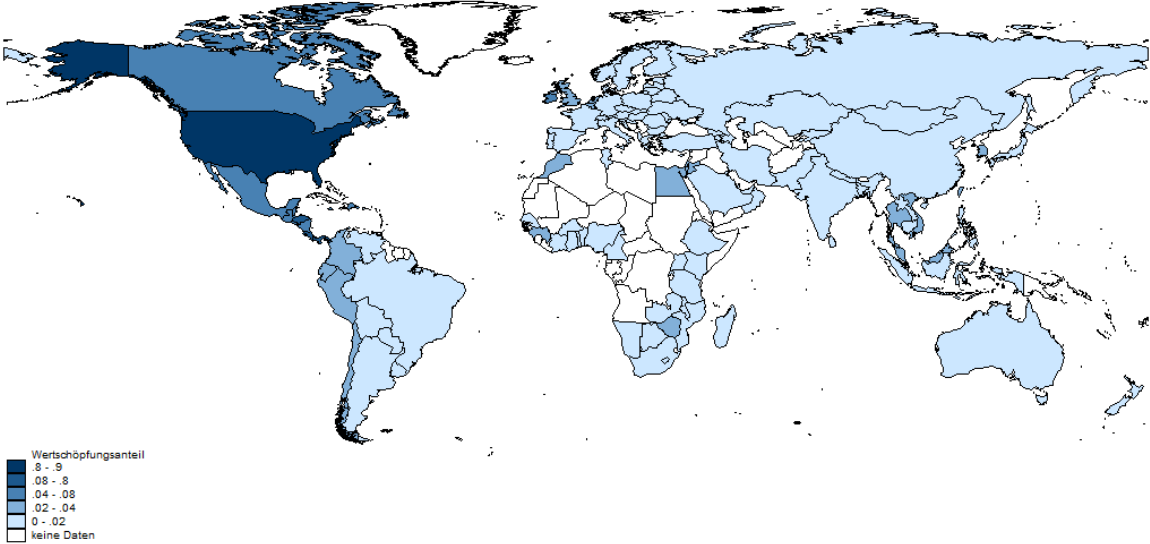 Wertschöpfungsanteil
.8 - .9
.08 - .8
.04 - .08
.02 - .04
0 - .02
keine Daten